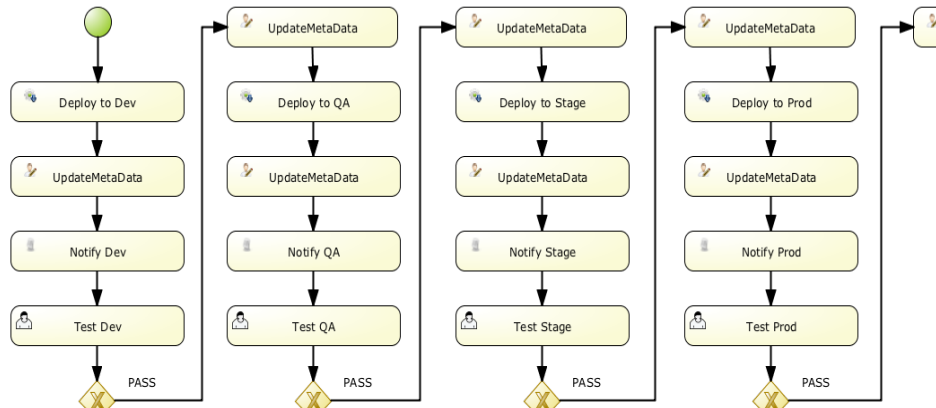 Deploy to Dev
UpdateMetaData
Notify Dev
Test Dev
PASS
UpdateMetaData
Deploy to QA
UpdateMetaData
Notify QA
Test QA
PASS
UpdateMetaData
Deploy to Stage
UpdateMetaData
Notify Stage
Test Stage
PASS
UpdateMetaData
Deploy to Prod
UpdateMetaData
Notify Prod
Test Prod
PASS